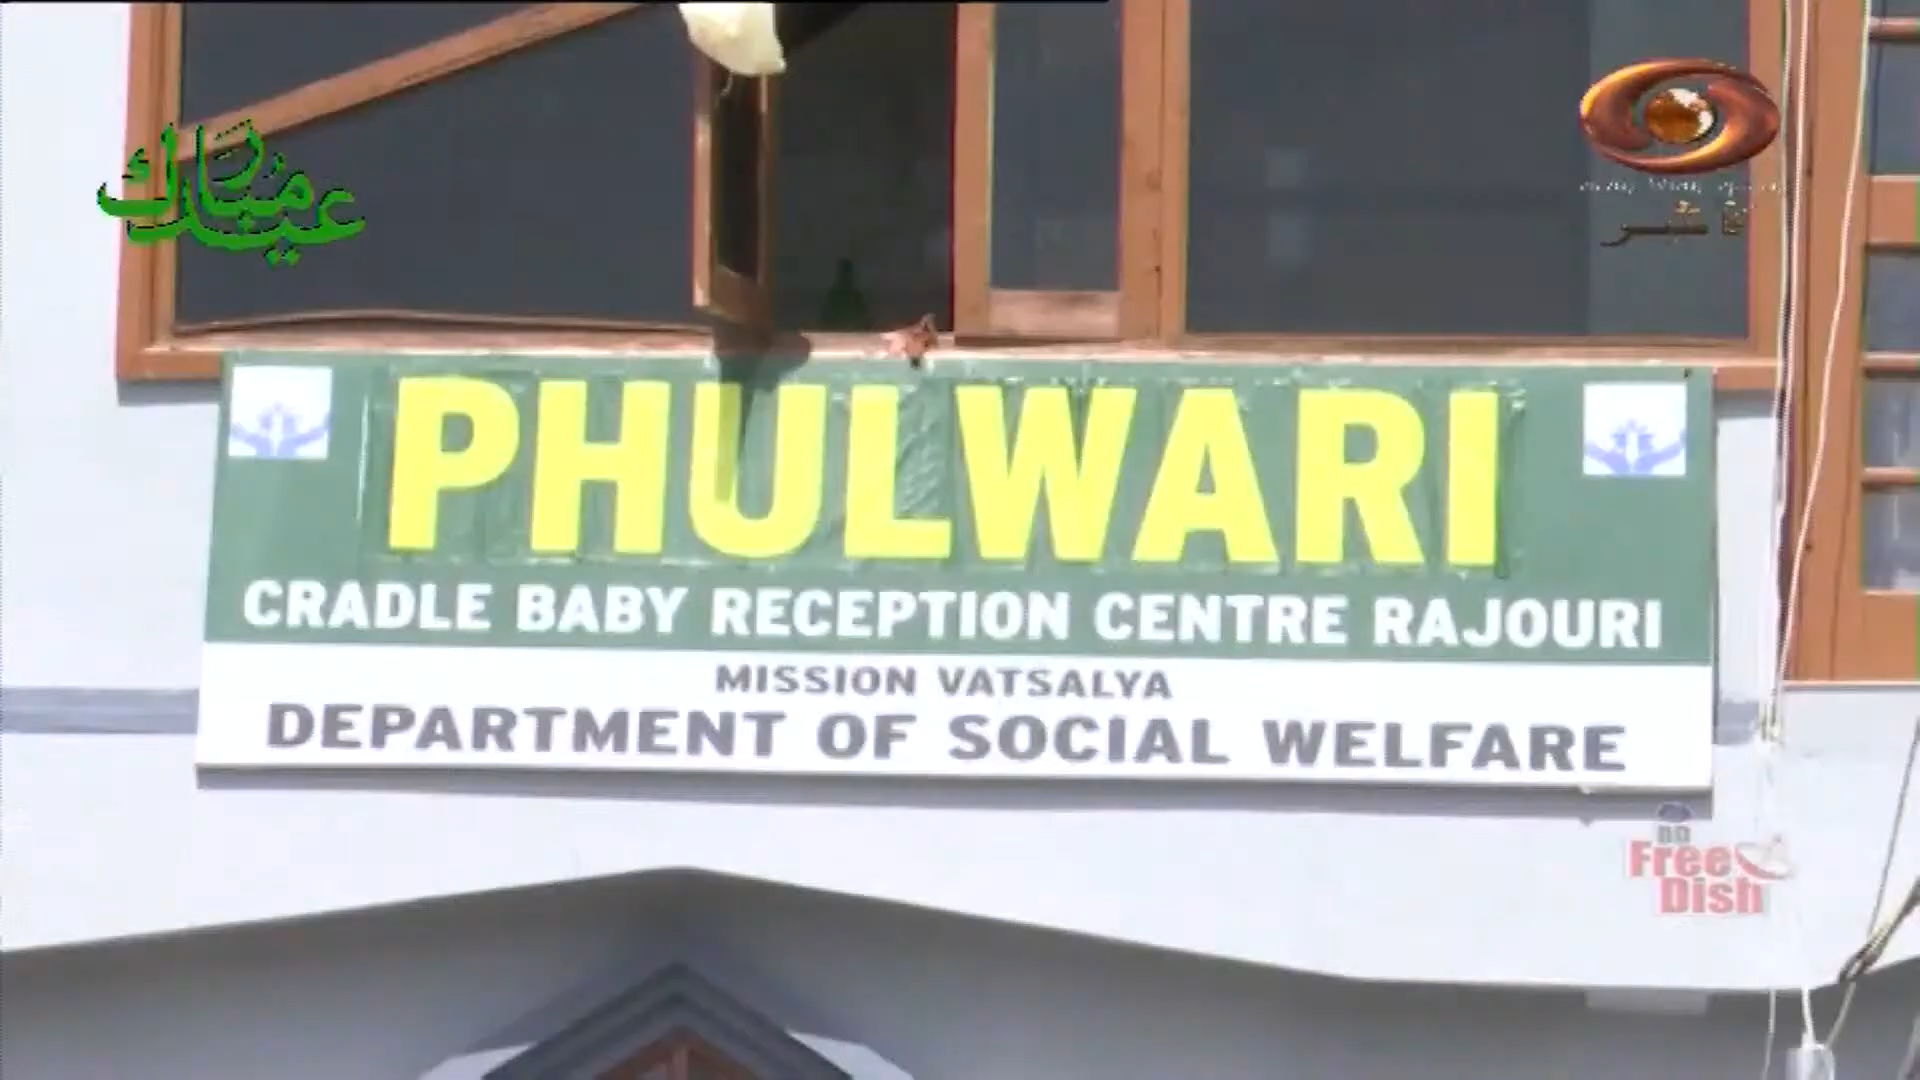 عید مبارک
PHULWARI
CRADLE BABY RECEPTION CENTRE RAJOURI
MISSION VATSALYA
DEPARTMENT OF SOCIAL WELFARE
DD
Free
Dish